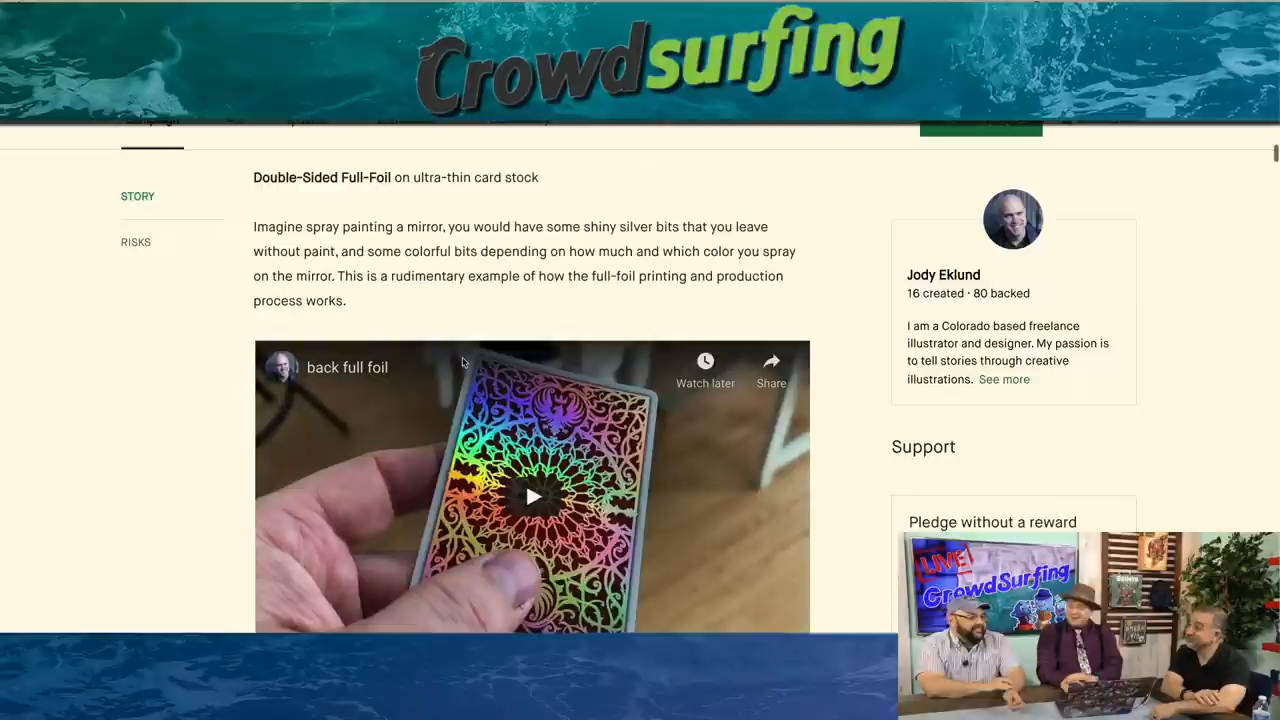 Crowdsurfing
Double-Sided Full-Foil on ultra-thin card stock
STORY
RISKS
Imagine spray painting a mirror, you would have some shiny silver bits that you leave
without paint, and some colorful bits depending on how much and which color you spray
on the mirror. This is a rudimentary example of how the full-foil printing and production
process works.
back full foil
Watch later
Share
Jody Eklund
16 created · 80 backed
I am a Colorado based freelance
illustrator and designer. My passion is
to tell stories through creative
illustrations. See more
Support
Pledge without a reward
LIVE!
CrowdSurfing